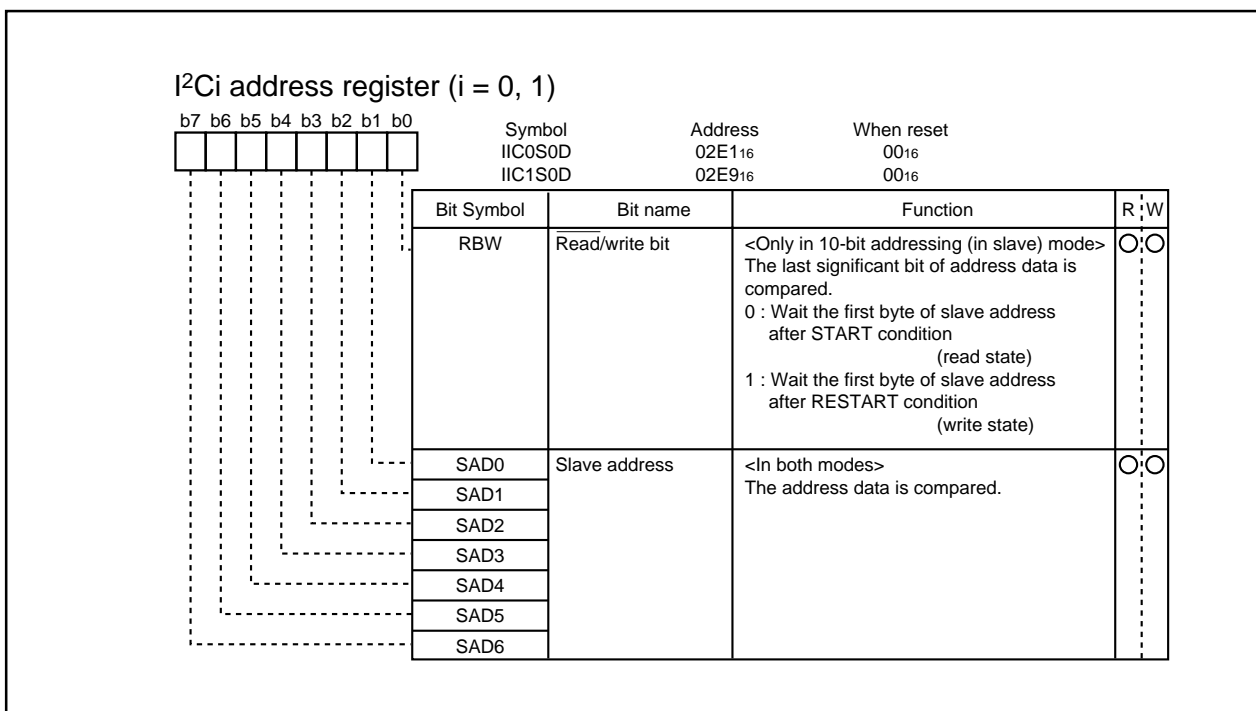 I²Ci address register (i = 0, 1)
b7 b6 b5 b4 b3 b2 b1 b0
Symbol Address When reset
IIC0S0D 02E1₁₆ 00₁₆
IIC1S0D 02E9₁₆ 00₁₆
Bit Symbol Bit name Function R W
RBW Read/write bit <Only in 10-bit addressing (in slave) mode>
The last significant bit of address data is
compared.
0 : Wait the first byte of slave address
after START condition
(read state)
1 : Wait the first byte of slave address
after RESTART condition
(write state)
SAD0 Slave address <In both modes>
SAD1 The address data is compared.
SAD2
SAD3
SAD4
SAD5
SAD6